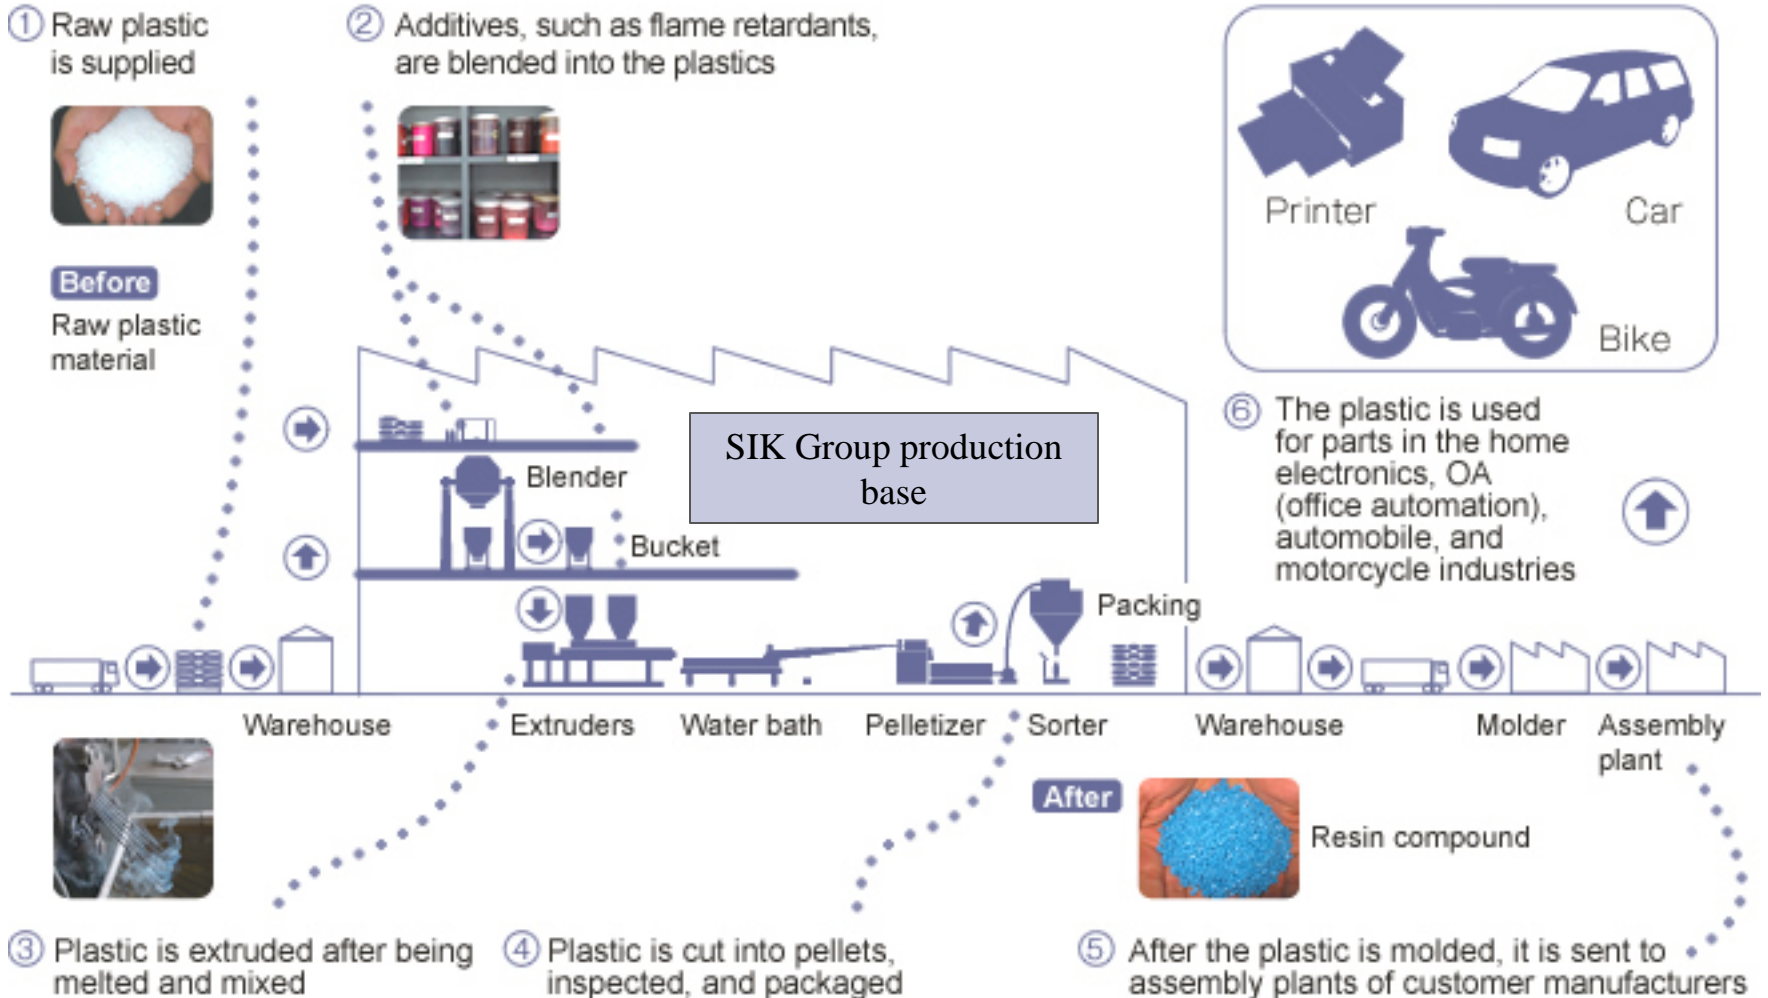 ① Raw plastic
is supplied
② Additives, such as flame retardants,
are blended into the plastics
Before
Raw plastic
material
Printer
Car
Bike
SIK Group production
base
Blender
Bucket
Packing
⑥ The plastic is used
for parts in the home
electronics, OA
(office automation),
automobile, and
motorcycle industries
Warehouse
Extruders
Water bath
Pelletizer
Sorter
Warehouse
Molder
Assembly
plant
After
Resin compound
③ Plastic is extruded after being
melted and mixed
④ Plastic is cut into pellets,
inspected, and packaged
⑤ After the plastic is molded, it is sent to
assembly plants of customer manufacturers